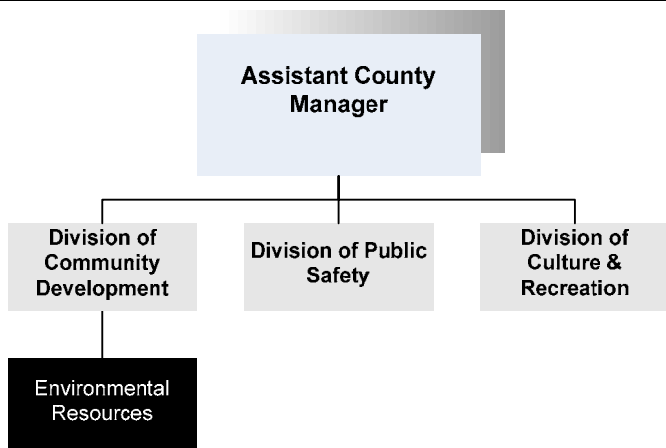 Assistant County
Manager
Division of
Community
Development
Division of Public
Safety
Division of
Culture &
Recreation
Environmental
Resources